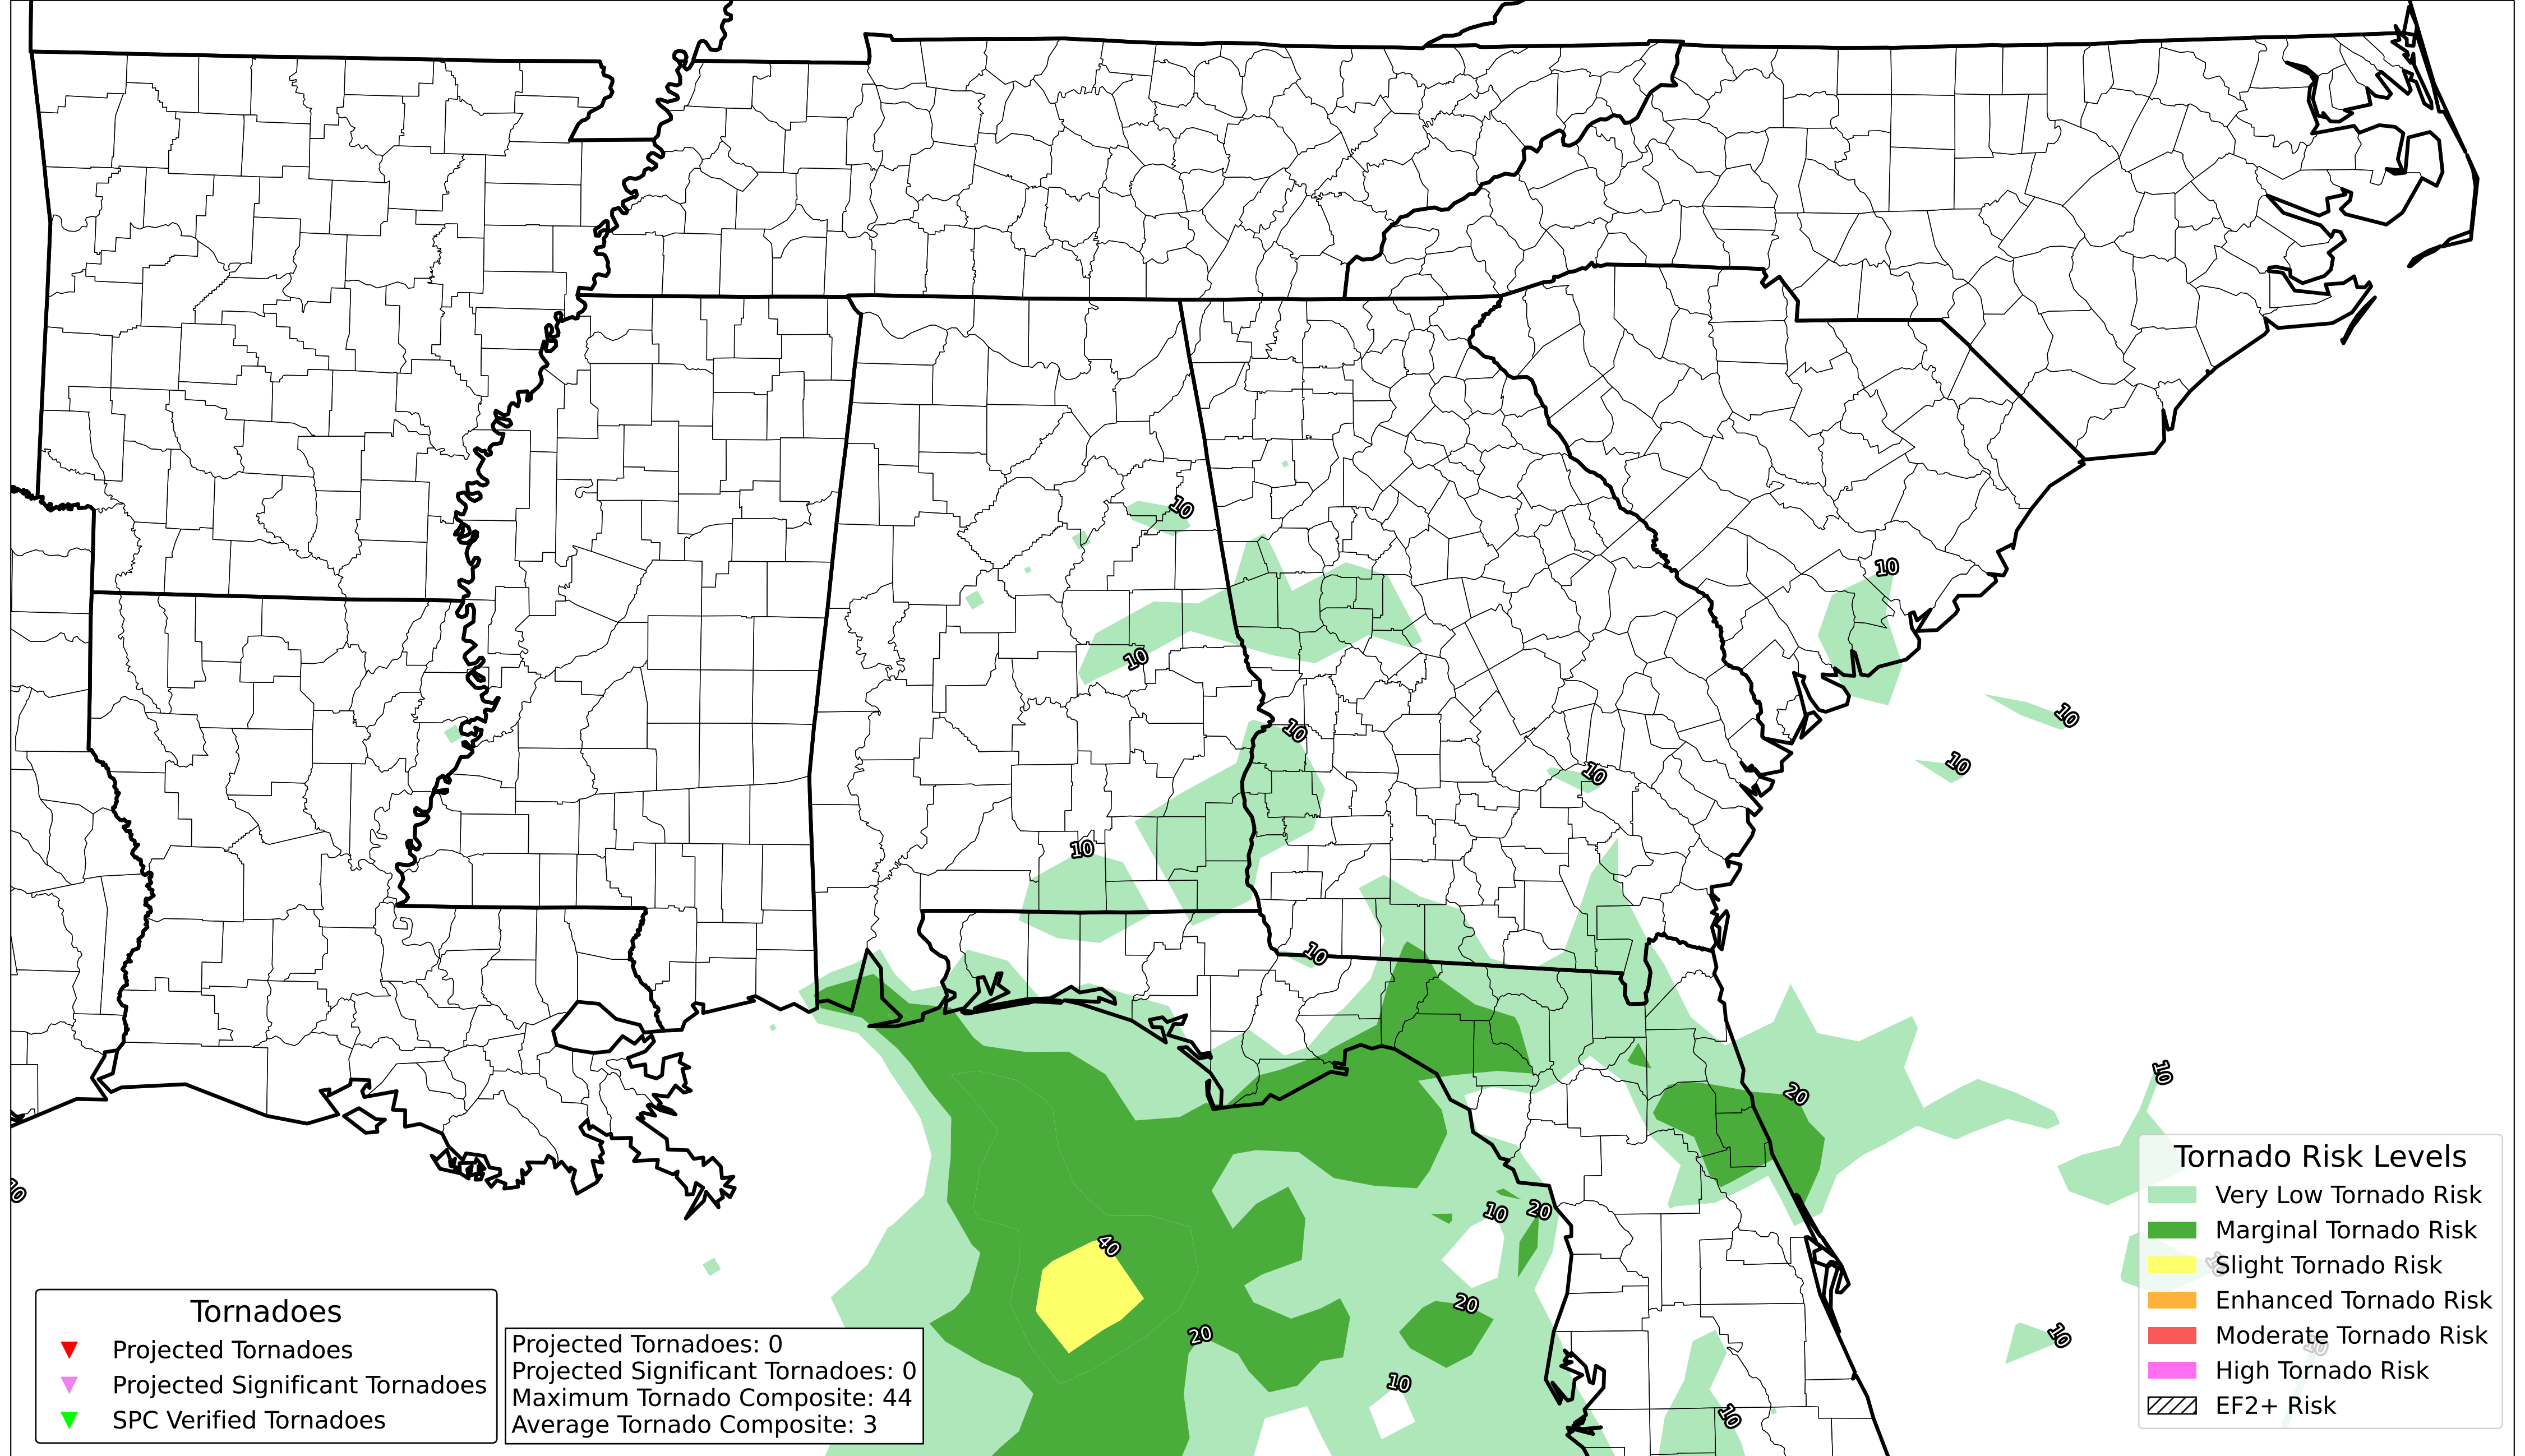 10
10
10
10
10
10
10
10
10
10
10
20
10
10
20
40
10
20
20
10
10
10
10
Tornado Risk Levels
Very Low Tornado Risk
Marginal Tornado Risk
Slight Tornado Risk
Enhanced Tornado Risk
Moderate Tornado Risk
High Tornado Risk
EF2+ Risk
Tornadoes
Projected Tornadoes
Projected Significant Tornadoes
SPC Verified Tornadoes
Projected Tornadoes: 0
Projected Significant Tornadoes: 0
Maximum Tornado Composite: 44
Average Tornado Composite: 3